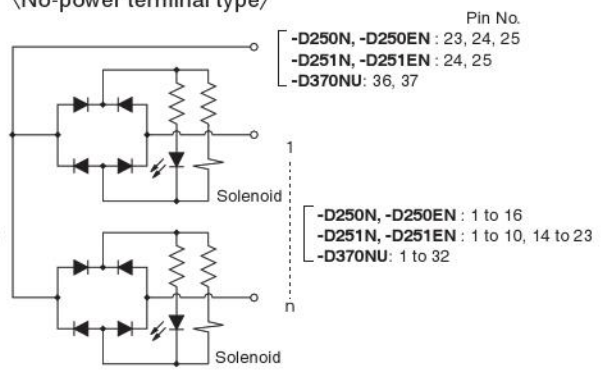 〈No-power terminal type〉
Pin No.
-D250N, -D250EN : 23, 24, 25
-D251N, -D251EN : 24, 25
-D370NU: 36, 37
1
Solenoid
-D250N, -D250EN : 1 to 16
-D251N, -D251EN : 1 to 10, 14 to 23
-D370NU: 1 to 32
n
Solenoid